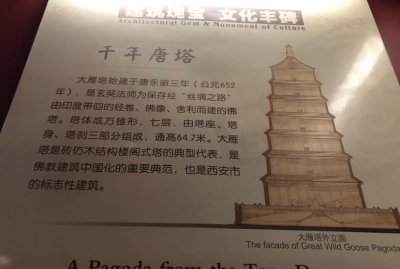 文化丰碑
Architectural Gem & Monument of Culture
千年唐塔
大雁塔始建于唐永徽三年（公元652
年），是玄奘法师为保存经“丝绸之路”
由印度带回的经卷、佛像、舍利而建的佛
塔。塔体成方锥形，七层，由塔座、塔
身、塔刹三部分组成，通高64.7米。大雁
塔是砖仿木结构楼阁式塔的典型代表，是
佛教建筑中国化的重要典范，也是西安市
的标志性建筑。
大雁塔外立面
The facade of Great Wild Goose Pagoda
A Pagoda from the Tang D